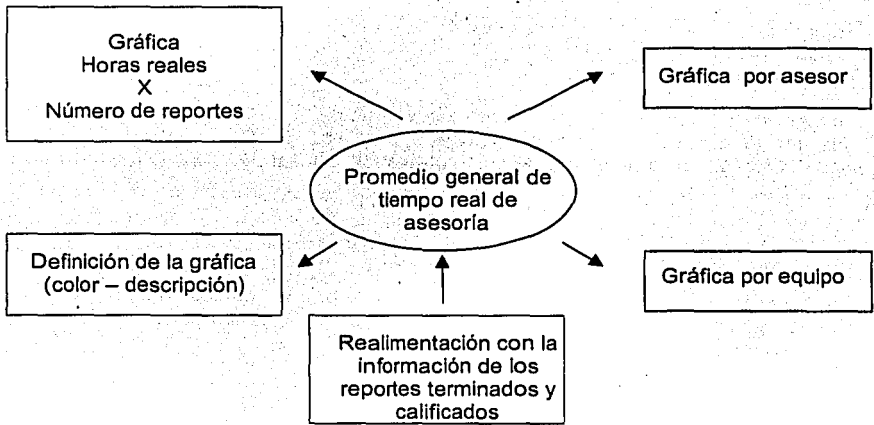 Gráfica
Horas reales
X
Número de reportes
Gráfica por asesor
Promedio general de
tiempo real de
asesoría
Definición de la gráfica
(color – descripción)
Gráfica por equipo
Realimentación con la
información de los
reportes terminados y
calificados